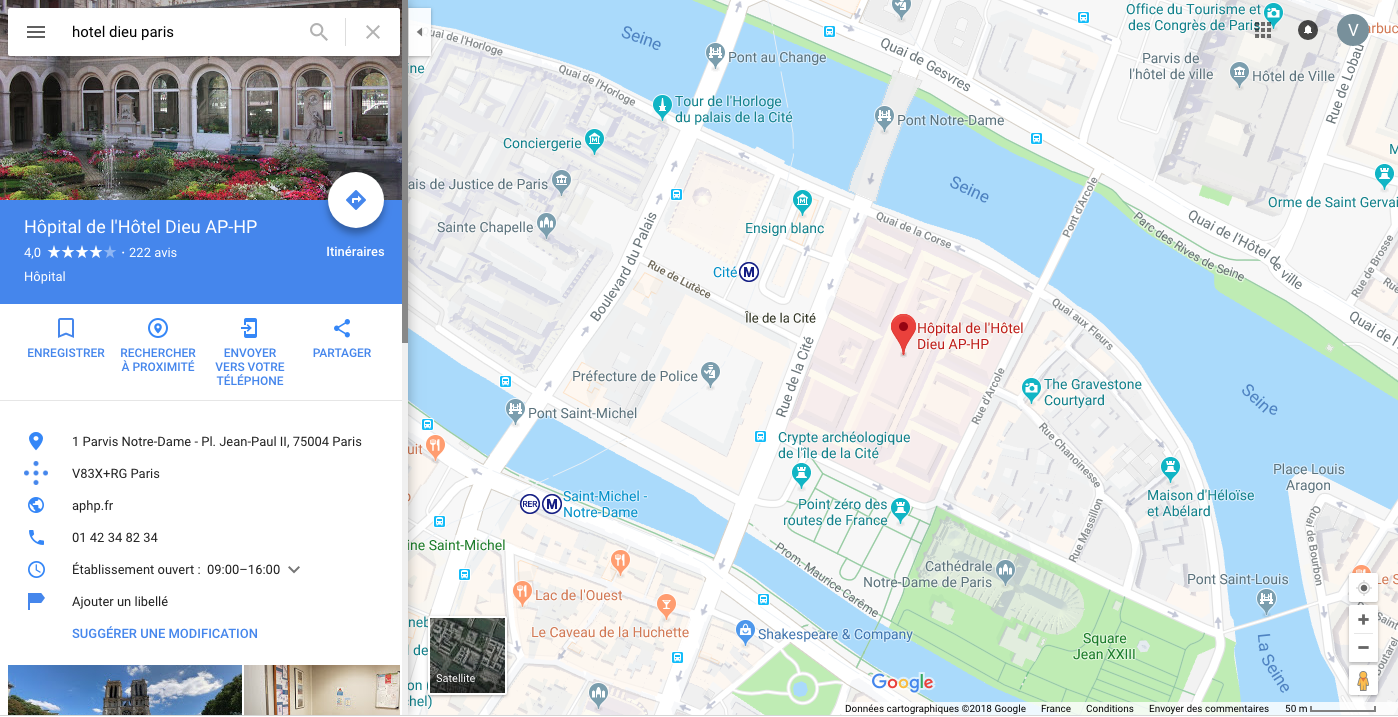 hotel dieu paris
Hôpital de l'Hôtel Dieu AP-HP
4,0 · 222 avis
Itinéraires
Hôpital
ENREGISTRER
RECHERCHER
À PROXIMITÉ
ENVOYER
VERS VOTRE
TÉLÉPHONE
PARTAGER
1 Parvis Notre-Dame - Pl. Jean-Paul II, 75004 Paris
V83X+RG Paris
aphp.fr
01 42 34 82 34
Établissement ouvert : 09:00–16:00
Ajouter un libellé
SUGGÉRER UNE MODIFICATION
Seine
Pont au Change
Quai de Gesvres
Office du Tourisme et
des Congrès de Paris
V
Parvis de
l'hôtel de ville
Hôtel de Ville
Rue de Lobau
Quai de l'Horloge
Quai de l'Horloge
Tour de l'Horloge
du palais de la Cité
Pont Notre-Dame
Conciergerie
ais de Justice de Paris
Sainte Chapelle
Seine
Pont d'Arcole
Orme de Saint Gervai
Parc des Rives de Seine
Quai de l'Hôtel de ville
Rue de Brosse
Ensign blanc
Quai de la Corse
Boulevard du Palais
Rue de Lutèce
Cité
M
Île de la Cité
Hôpital de l'Hôtel
Dieu AP-HP
Quai aux Fleurs
Quai de l'Hô
Rue de la Cité
Préfecture de Police
Rue d'Arcole
The Gravestone
Courtyard
Seine
Pont Saint-Michel
uit
Crypte archéologique
de l'île de la Cité
Rue Chanoinesse
Maison d'Héloïse
et Abélard
Place Louis
Aragon
RER
M
Saint-Michel -
Notre-Dame
Point zéro des
routes de France
Rue Massillon
Quai de Bourbon
ine Saint-Michel
Prom. Maurice Carême
Cathédrale
Notre-Dame de Paris
Pont Saint-Louis
Lac de l'Ouest
Le Caveau de la Huchette
Shakespeare & Company
Square
Jean XXIII
La Seine
Satellite
Google
Données cartographiques ©2018 Google
France
Conditions
Envoyer des commentaires
50 m